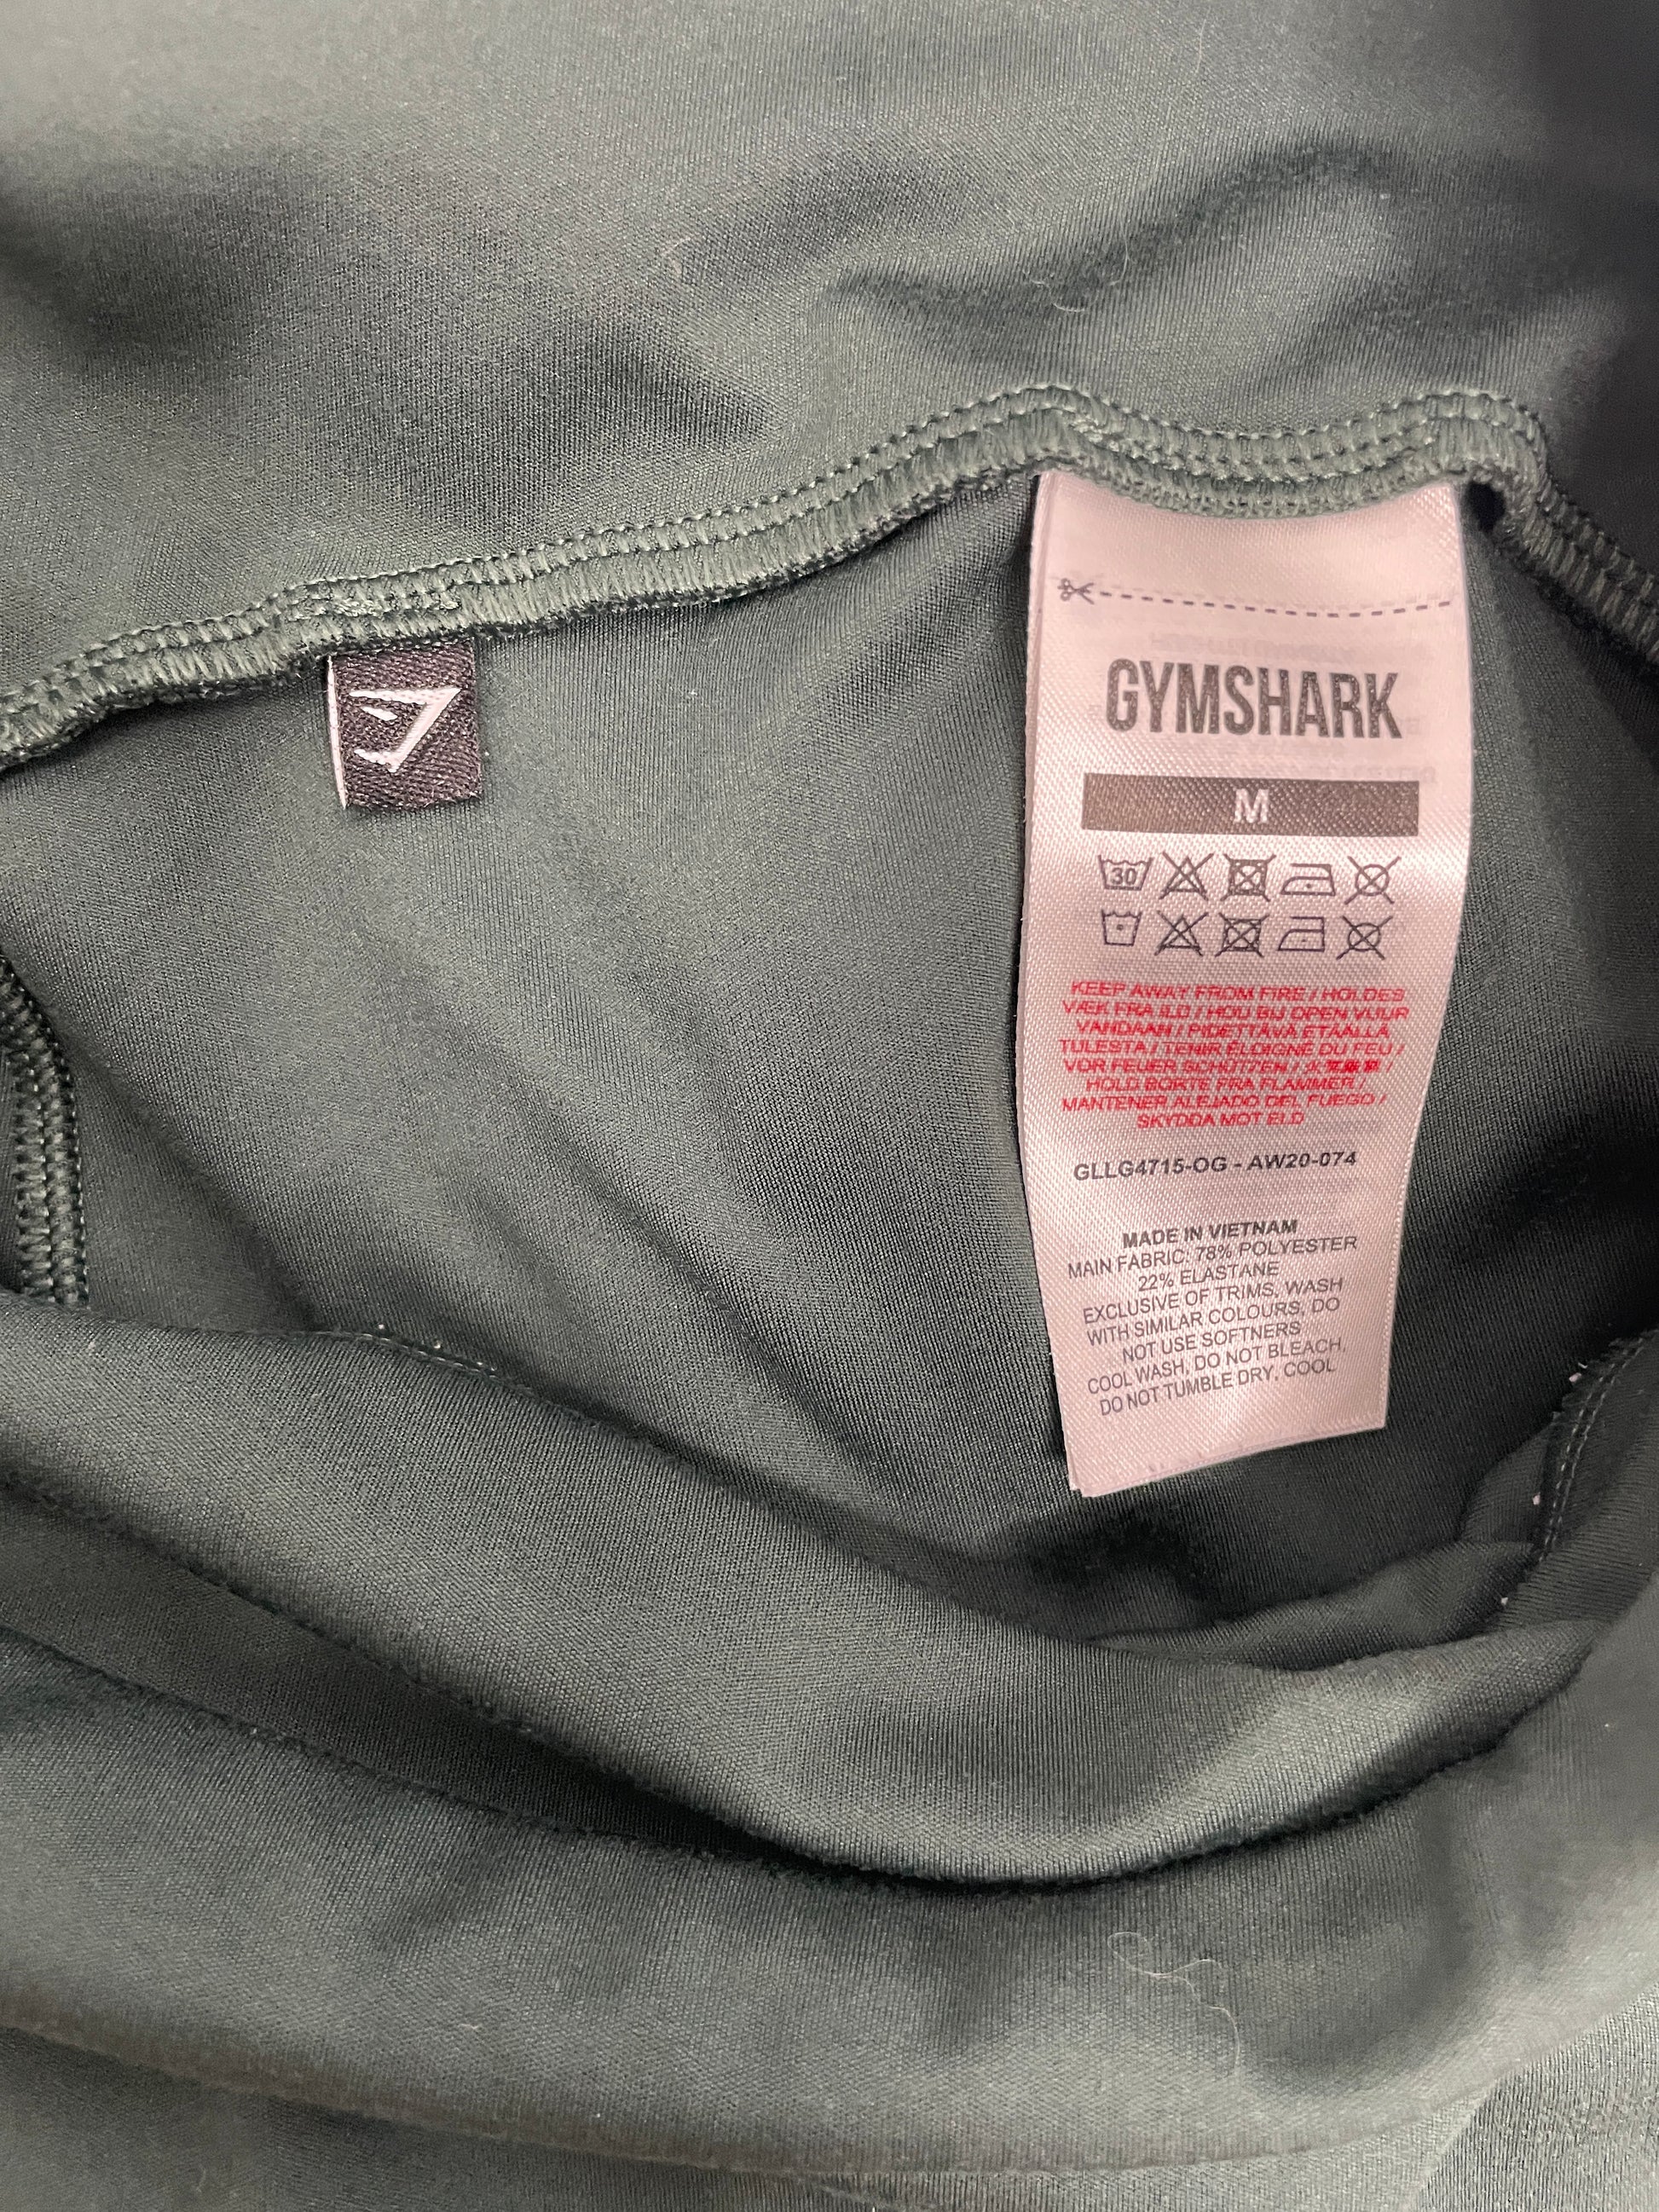 GYMSHARK
M
30
KEEP AWAY FROM FIRE / HOLDES
VÆK FRA ILD / HOU BIJ OPEN VUUR
VANDAAN / PIDETTÄVÄ ETÄÄLLÄ
TULESTA / TENIR ÉLOIGNÉ DU FEU /
VOR FEUER SCHÜTZEN /
HOLD BORTE FRA FLAMMER /
MANTENER ALEJADO DEL FUEGO /
SKYDDA MOT ELD
GLLG4715-OG - AW20-074
MADE IN VIETNAM
MAIN FABRIC: 78% POLYESTER
22% ELASTANE
EXCLUSIVE OF TRIMS, WASH
WITH SIMILAR COLOURS, DO
NOT USE SOFTNERS
COOL WASH, DO NOT BLEACH,
DO NOT TUMBLE DRY, COOL